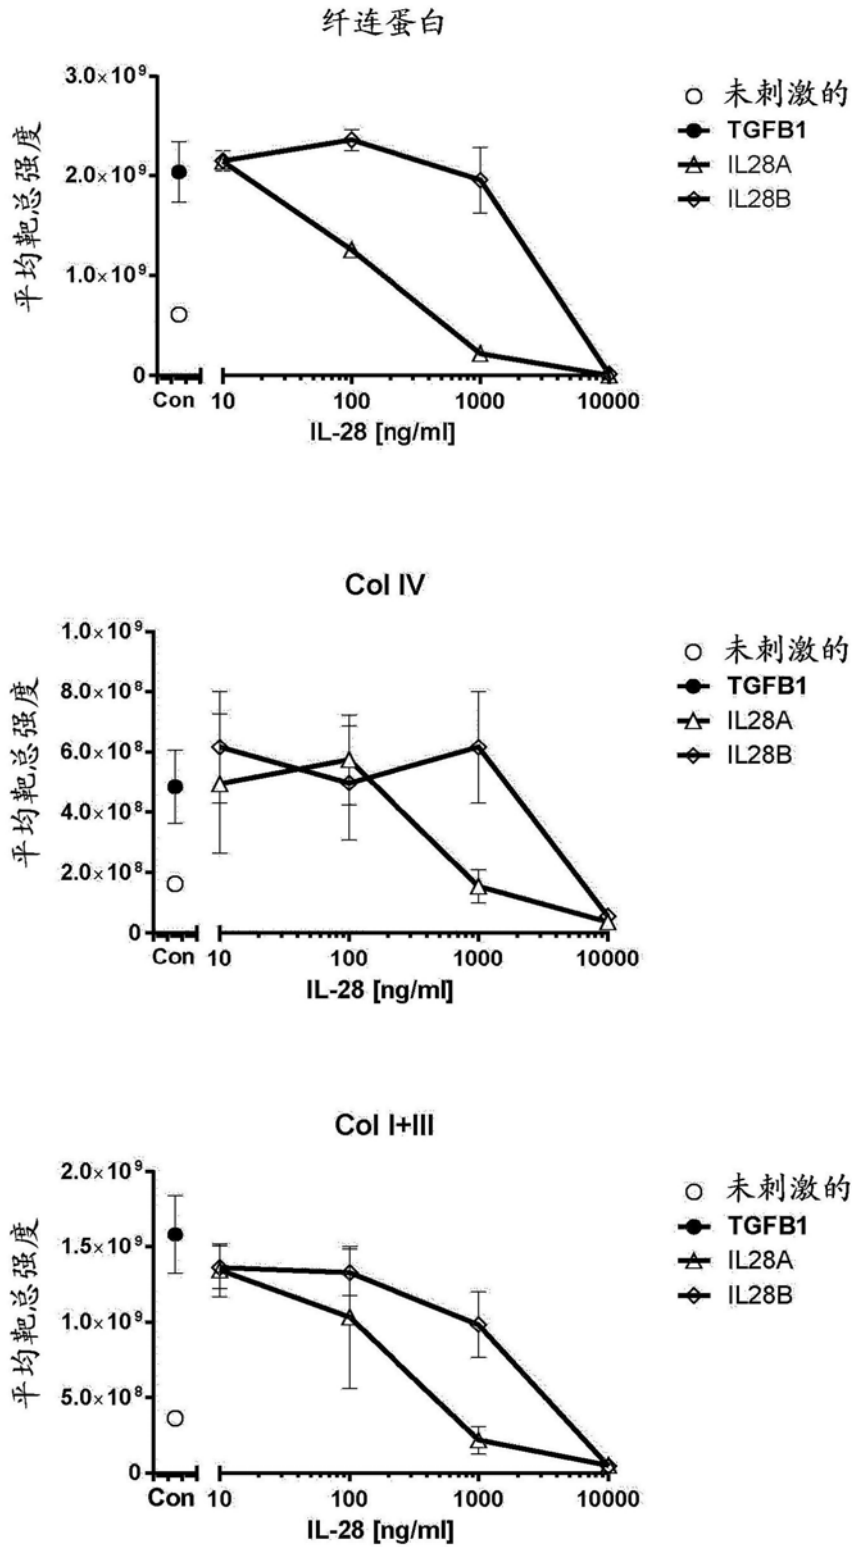 纤连蛋白
3.0×10⁹
2.0×10⁹
1.0×10⁹
0
平均靶总强度
Con 10 100 1000 10000
IL-28 [ng/ml]
未刺激的
TGFB1
IL28A
IL28B
Col IV
1.0×10⁹
8.0×10⁸
6.0×10⁸
4.0×10⁸
2.0×10⁸
0
平均靶总强度
Con 10 100 1000 10000
IL-28 [ng/ml]
未刺激的
TGFB1
IL28A
IL28B
Col I+III
2.0×10⁹
1.5×10⁹
1.0×10⁹
5.0×10⁸
0
平均靶总强度
Con 10 100 1000 10000
IL-28 [ng/ml]
未刺激的
TGFB1
IL28A
IL28B